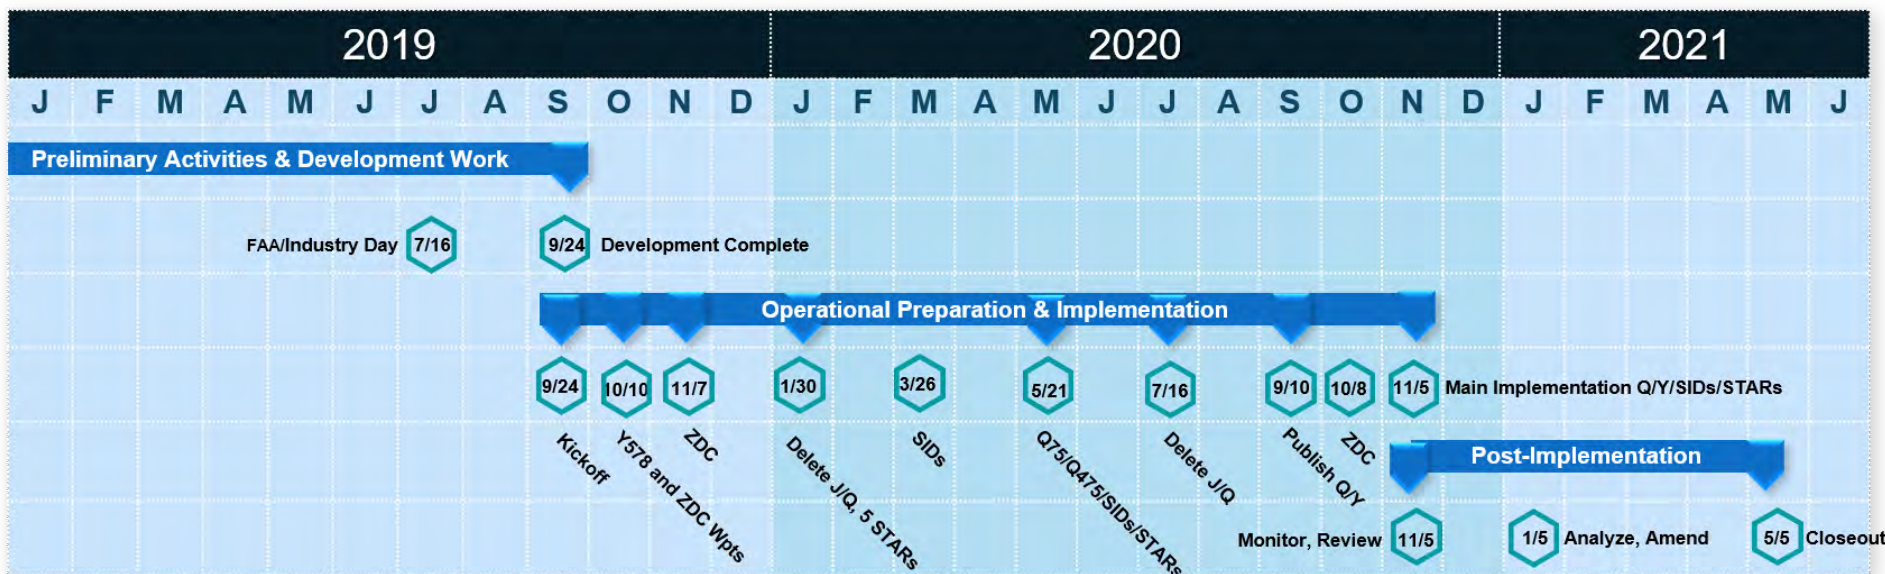 2019 2020 2021
J F M A M J J A S O N D J F M A M J J A S O N D J F M A M J
Preliminary Activities & Development Work
FAA/Industry Day 7/16 9/24 Development Complete
Operational Preparation & Implementation
9/24 10/10 11/7 1/30 3/26 5/21 7/16 9/10 10/8 11/5 Main Implementation Q/Y/SIDs/STARs
Kickoff
Y578 and ZDC Wpts
ZDC
Delete J/Q, 5 STARs
SIDs
Q75/Q475/SIDs/STARs
Delete J/Q
Publish Q/Y
ZDC
Post-Implementation
Monitor, Review 11/5 1/5 Analyze, Amend 5/5 Closeout